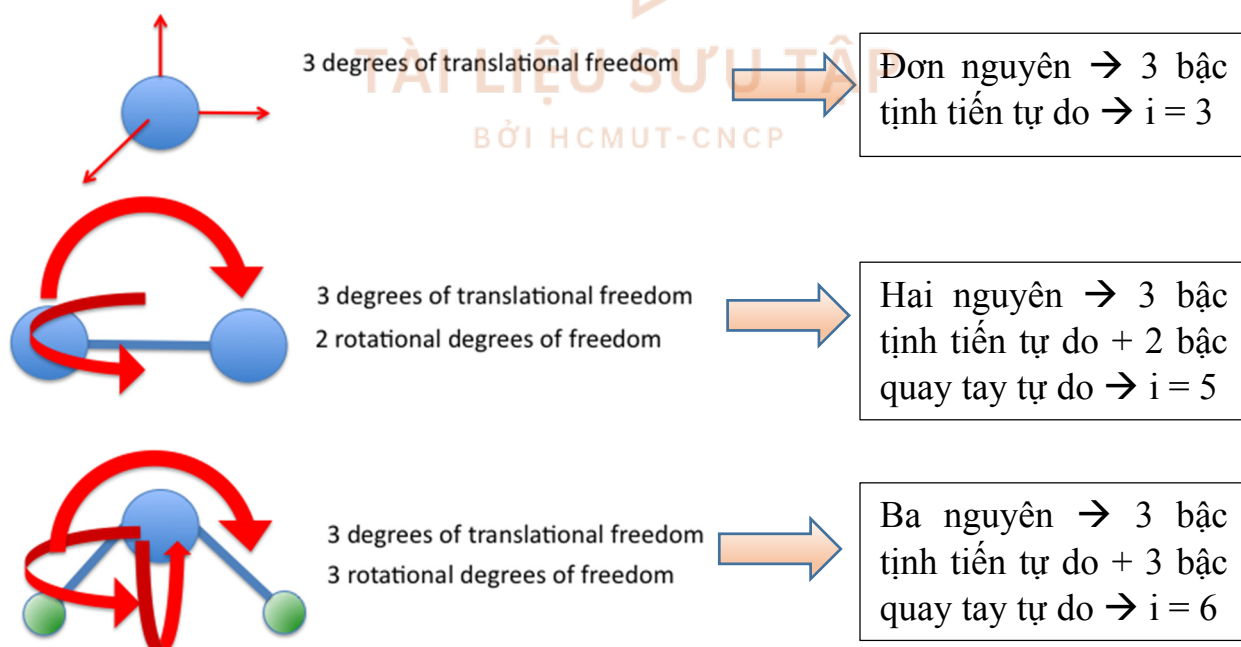 TÀI LIỆU SƯU TẬP
BỞI HCMUT-CNCP
3 degrees of translational freedom
Đơn nguyên → 3 bậc
tịnh tiến tự do → i = 3
3 degrees of translational freedom
2 rotational degrees of freedom
Hai nguyên → 3 bậc
tịnh tiến tự do + 2 bậc
quay tay tự do → i = 5
3 degrees of translational freedom
3 rotational degrees of freedom
Ba nguyên → 3 bậc
tịnh tiến tự do + 3 bậc
quay tay tự do → i = 6